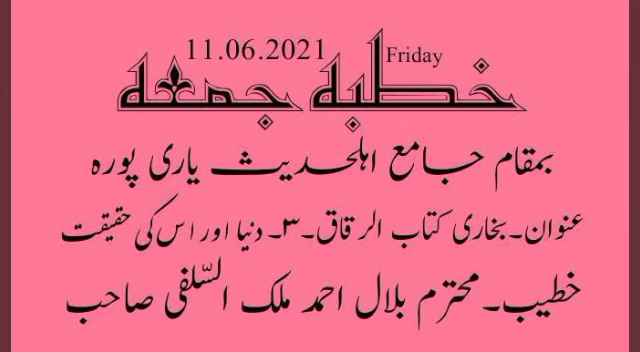 11.06.2021 Friday
خطبہ جمعہ
بمقام جامع اہلحدیث یاری پورہ
عنوان۔بخاری کتاب الرقاق۔۳۔ دنیا اور اس کی حقیقت
خطیب۔محترم بلال احمد ملک السّلفی صاحب